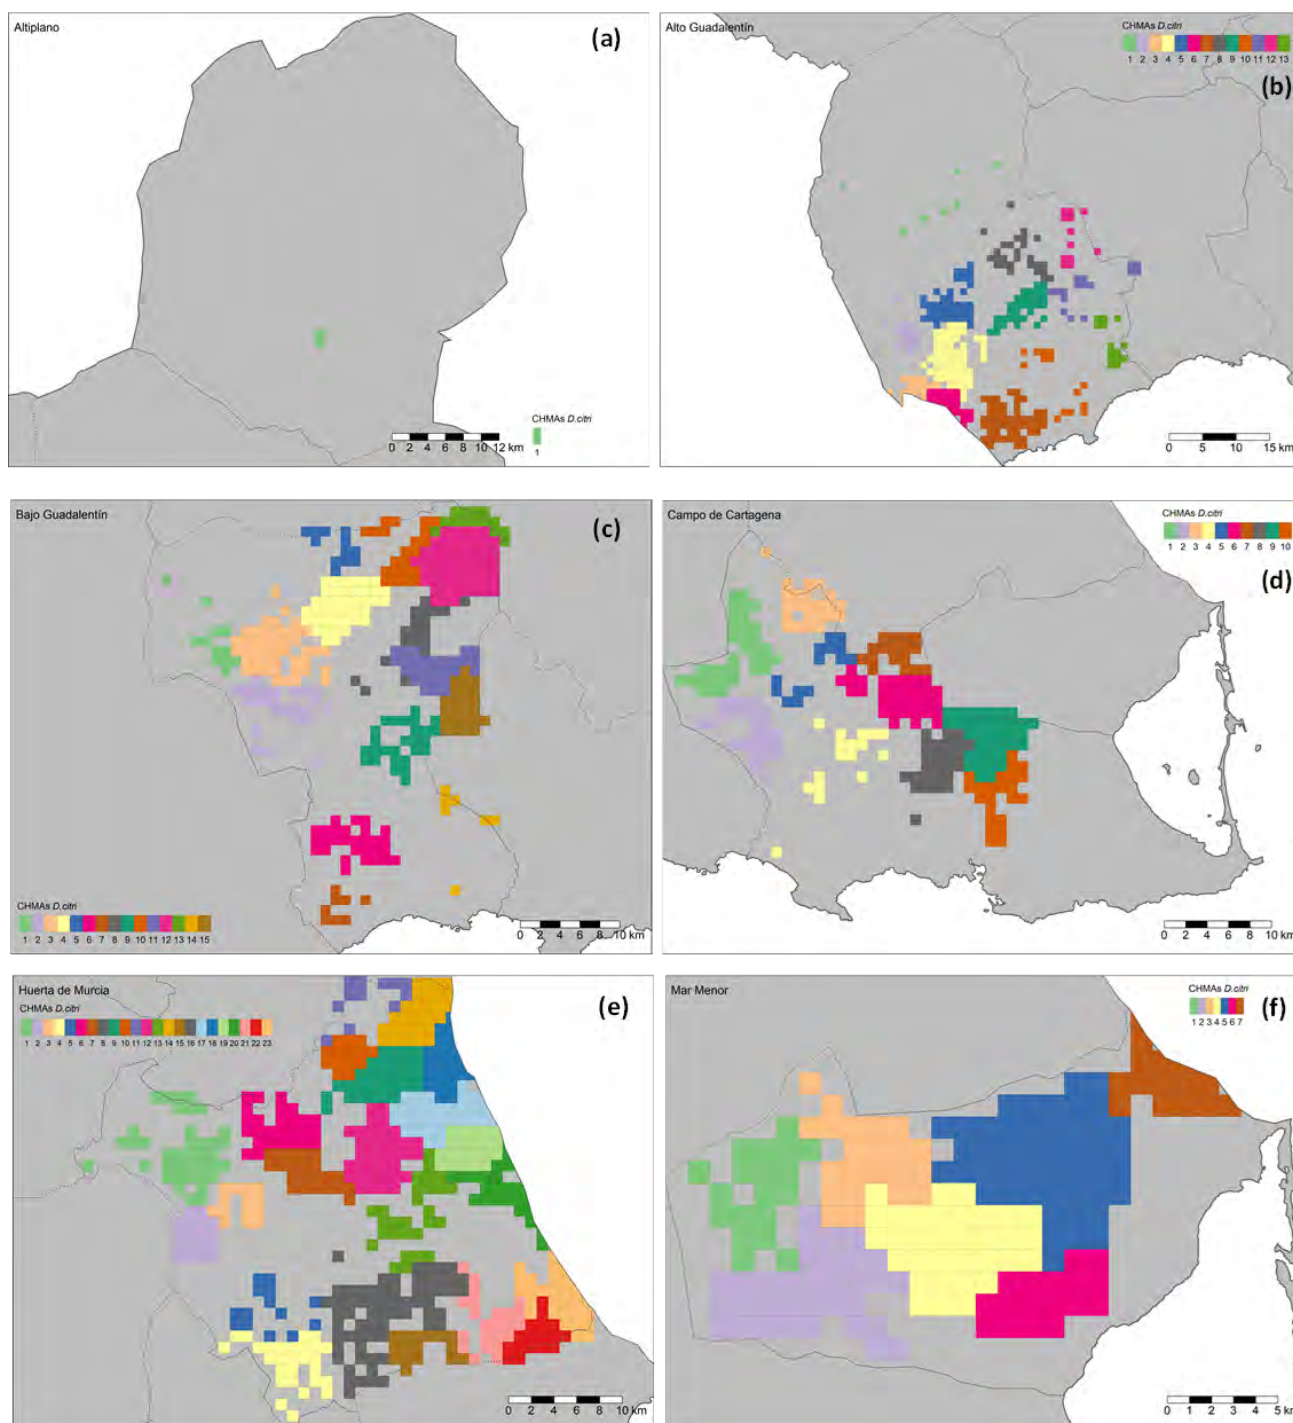 Altiplano
(a)
CHMAs D.citri
1
0 2 4 6 8 10 12 km
Alto Guadalentín
CHMAs D.citri
1 2 3 4 5 6 7 8 9 10 11 12 13
(b)
0 5 10 15 km
Bajo Guadalentín
(c)
CHMAs D.citri
1 2 3 4 5 6 7 8 9 10 11 12 13 14 15
0 2 4 6 8 10 km
Campo de Cartagena
CHMAs D.citri
1 2 3 4 5 6 7 8 9 10
(d)
0 2 4 6 8 10 km
Huerta de Murcia
(e)
CHMAs D.citri
1 2 3 4 5 6 7 8 9 10 11 12 13 14 15 16 17 18 19 20 21 22 23
0 2 4 6 8 10 km
Mar Menor
CHMAs D.citri
1 2 3 4 5 6 7
(f)
0 1 2 3 4 5 km